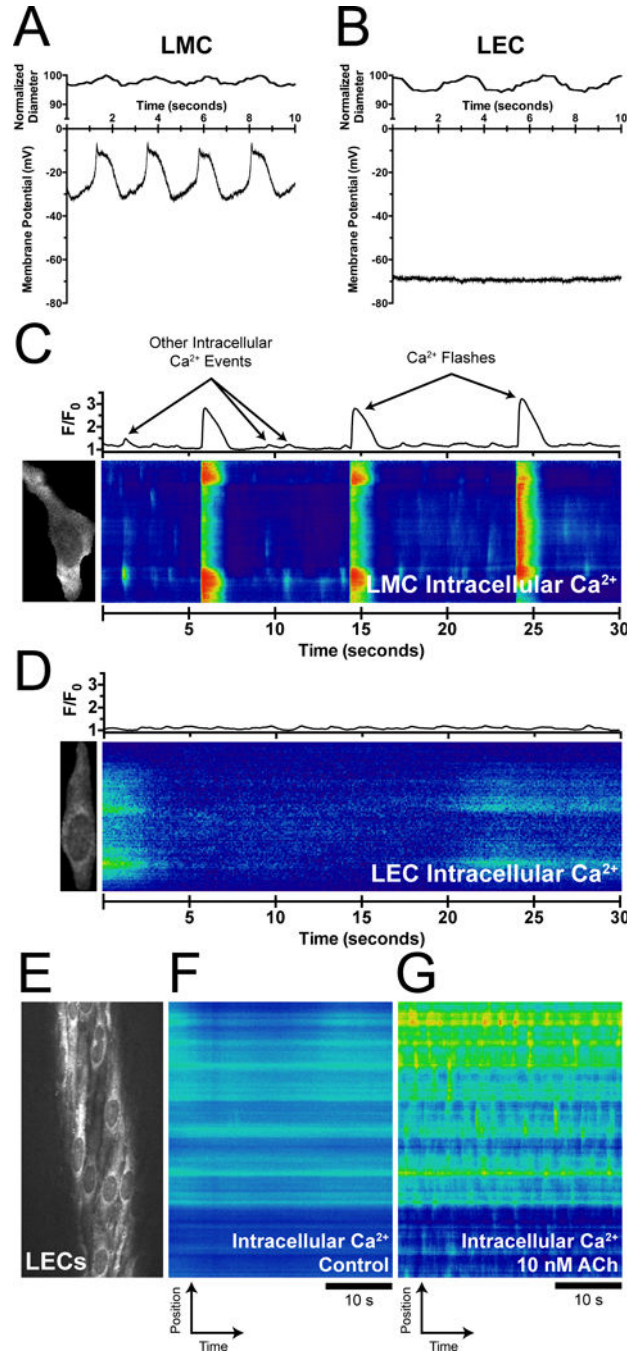 A
LMC
Normalized Diameter
100
90
Time (seconds)
2
4
6
8
10
Membrane Potential (mV)
0
-20
-40
-60
-80
B
LEC
Normalized Diameter
100
90
Time (seconds)
0
2
4
6
8
10
Membrane Potential (mV)
0
-20
-40
-60
-80
C
Other Intracellular
Ca²⁺ Events
Ca²⁺ Flashes
F/F₀
3
2
1
LMC Intracellular Ca²⁺
5
10
15
20
25
30
Time (seconds)
D
F/F₀
3
2
1
LEC Intracellular Ca²⁺
5
10
15
20
25
30
Time (seconds)
E
LECs
F
Intracellular Ca²⁺
Control
10 s
Position
Time
G
Intracellular Ca²⁺
10 nM ACh
10 s
Position
Time